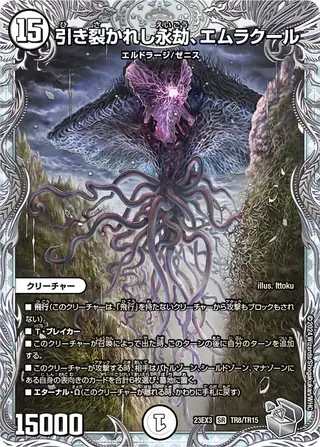 15
引き裂かれし永劫、エムラクール
エルドラージ/ゼニス
クリーチャー
illus. Ittoku
■飛行(このクリーチャーは、「飛行」を持たないクリーチャーから攻撃もブロックもされ
ない)。
■T・ブレイカー
■このクリーチャーが召喚によって出た時、このターンの後に自分のターンを追加
する。
■このクリーチャーが攻撃する時、相手はバトルゾーン、シールドゾーン、マナゾーンに
ある自身の表向きのカードを合計6枚選び、墓地に置く。
■エターナル・Ω(このクリーチャーが離れる時、かわりに手札に戻す)
15000
23EX3 SR TR8/TR15